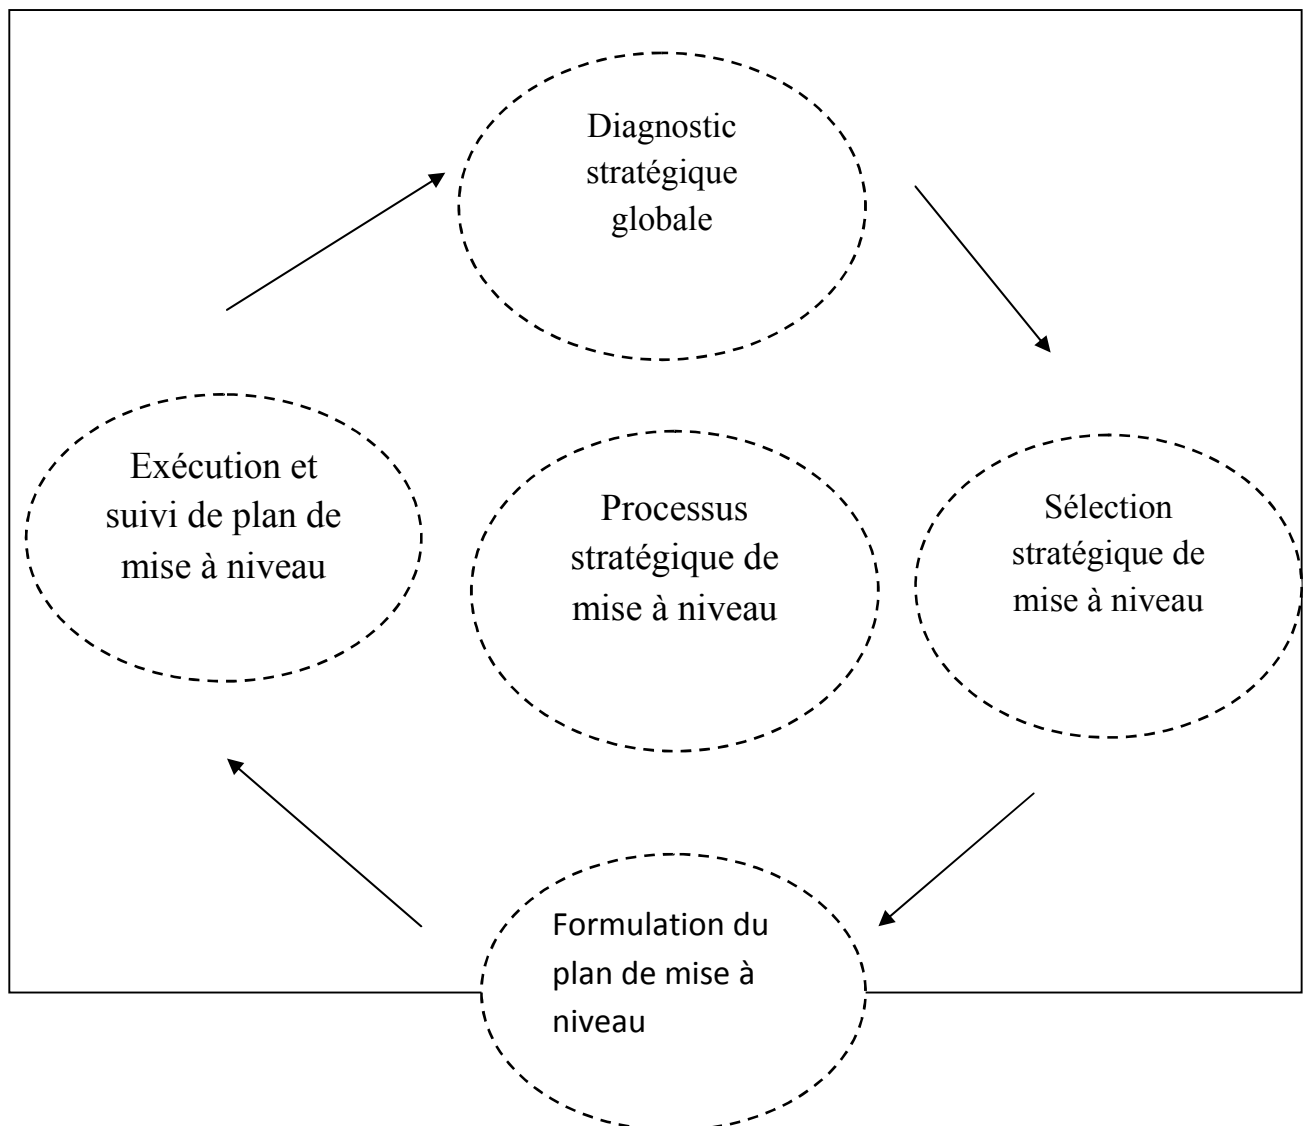 Diagnostic
stratégique
globale
Exécution et
suivi de plan de
mise à niveau
Processus
stratégique de
mise à niveau
Sélection
stratégique de
mise à niveau
Formulation du
plan de mise à
niveau